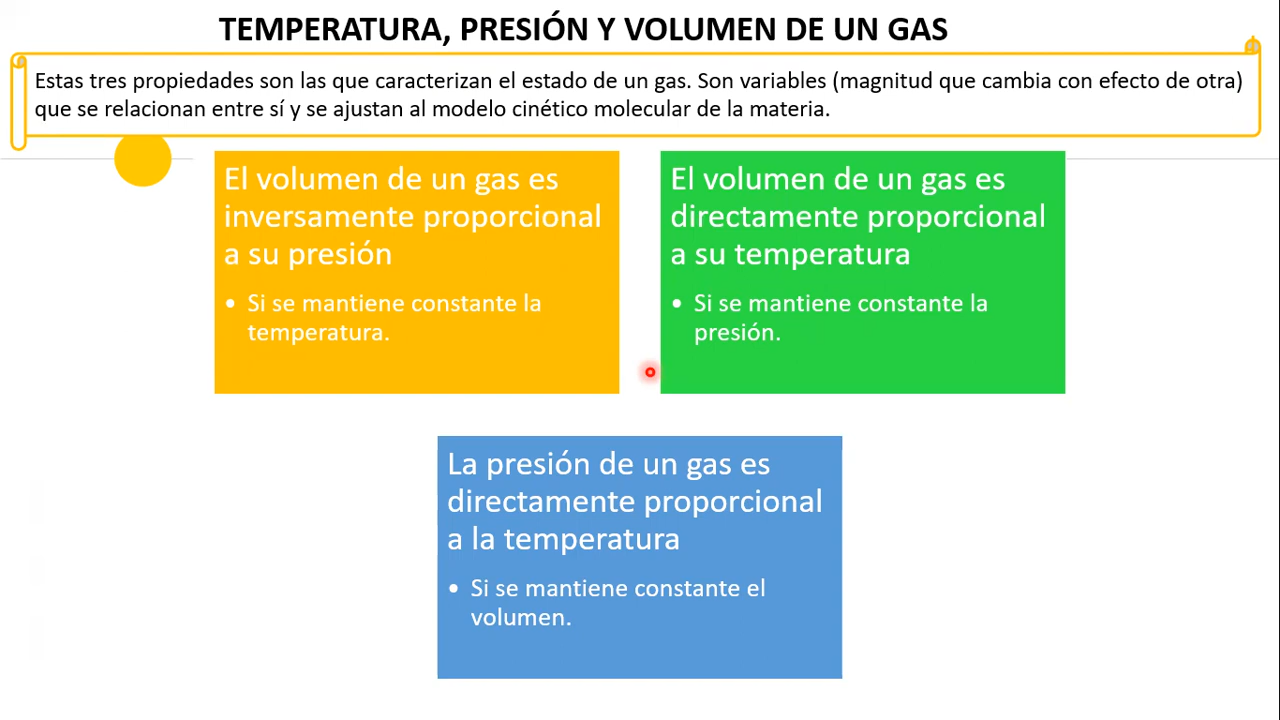 TEMPERATURA, PRESIÓN Y VOLUMEN DE UN GAS
Estas tres propiedades son las que caracterizan el estado de un gas. Son variables (magnitud que cambia con efecto de otra)
que se relacionan entre sí y se ajustan al modelo cinético molecular de la materia.
El volumen de un gas es
inversamente proporcional
a su presión
• Si se mantiene constante la
temperatura.
El volumen de un gas es
directamente proporcional
a su temperatura
• Si se mantiene constante la
presión.
La presión de un gas es
directamente proporcional
a la temperatura
• Si se mantiene constante el
volumen.